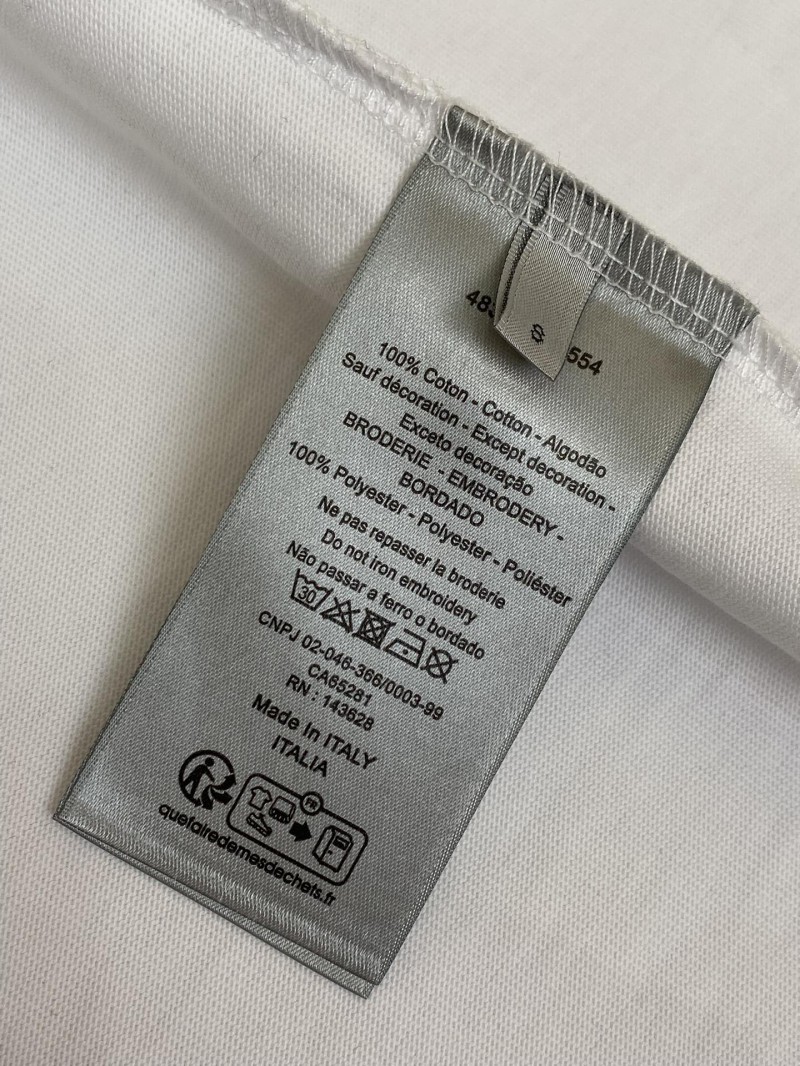 S
554
100% Coton - Cotton - Algodão
Sauf décoration - Except decoration -
Exceto decoração
BRODERIE - EMBRODERY -
BORDADO
100% Polyester - Polyester - Poliéster
Ne pas repasser la broderie
Do not iron embroidery
Não passar a ferro o bordado
30
CNPJ 02-046-366/0003-99
CA65281
RN : 143628
Made In ITALY
ITALIA
FR
quefairedemesdechets.fr